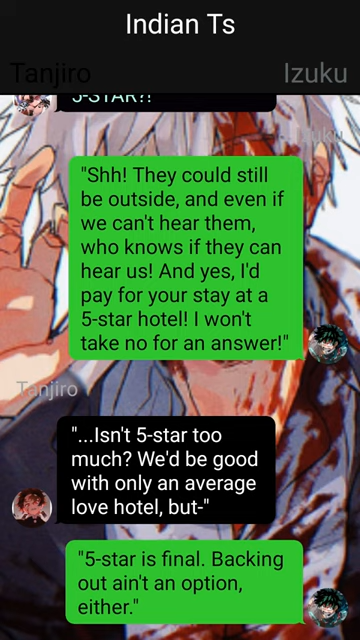 Indian Ts
Tanjiro
Izuku
5-STAR?!
Izuku
"Shh! They could still
be outside, and even if
we can't hear them,
who knows if they can
hear us! And yes, I'd
pay for your stay at a
5-star hotel! I won't
take no for an answer!"
Tanjiro
"...Isn't 5-star too
much? We'd be good
with only an average
love hotel, but-"
"5-star is final. Backing
out ain't an option,
either."